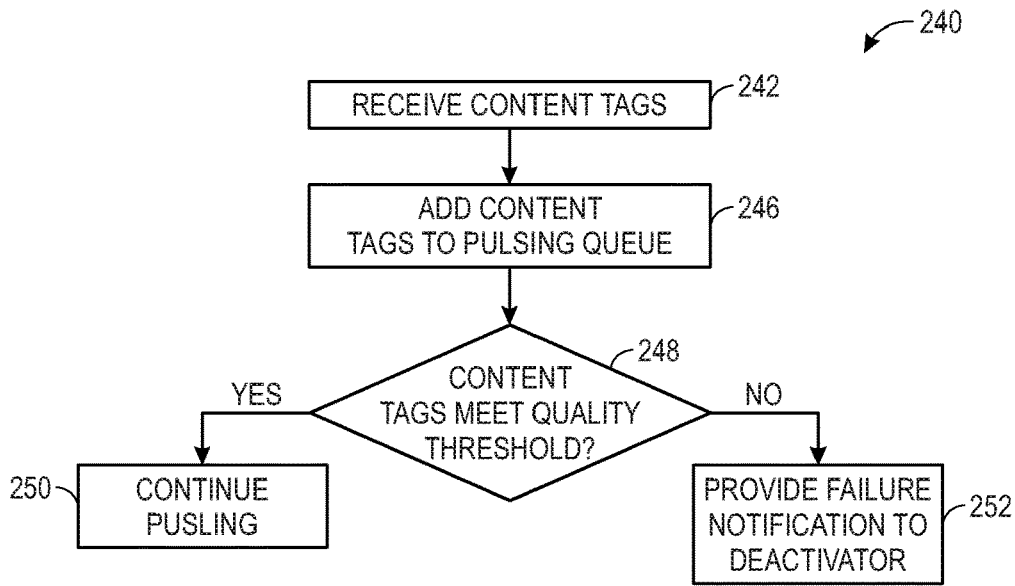 240
RECEIVE CONTENT TAGS
242
ADD CONTENT
TAGS TO PULSING QUEUE
246
CONTENT
TAGS MEET QUALITY
THRESHOLD?
248
YES
NO
250
CONTINUE
PUSLING
PROVIDE FAILURE
NOTIFICATION TO
DEACTIVATOR
252